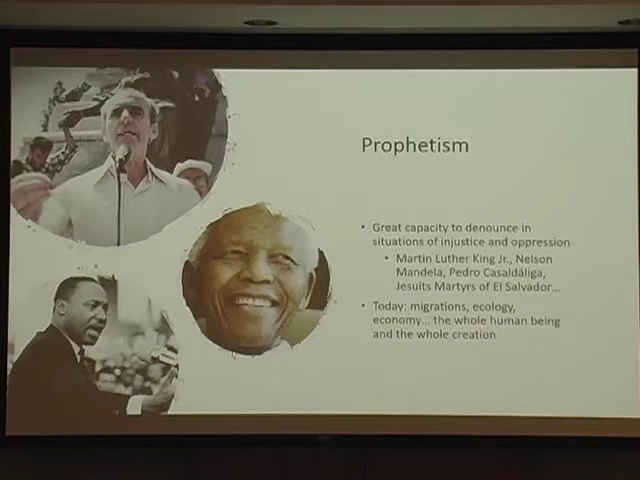 Prophetism
• Great capacity to denounce in
situations of injustice and oppression
• Martin Luther King Jr., Nelson
Mandela, Pedro Casaldáliga,
Jesuits Martyrs of El Salvador...
• Today: migrations, ecology,
economy... the whole human being
and the whole creation